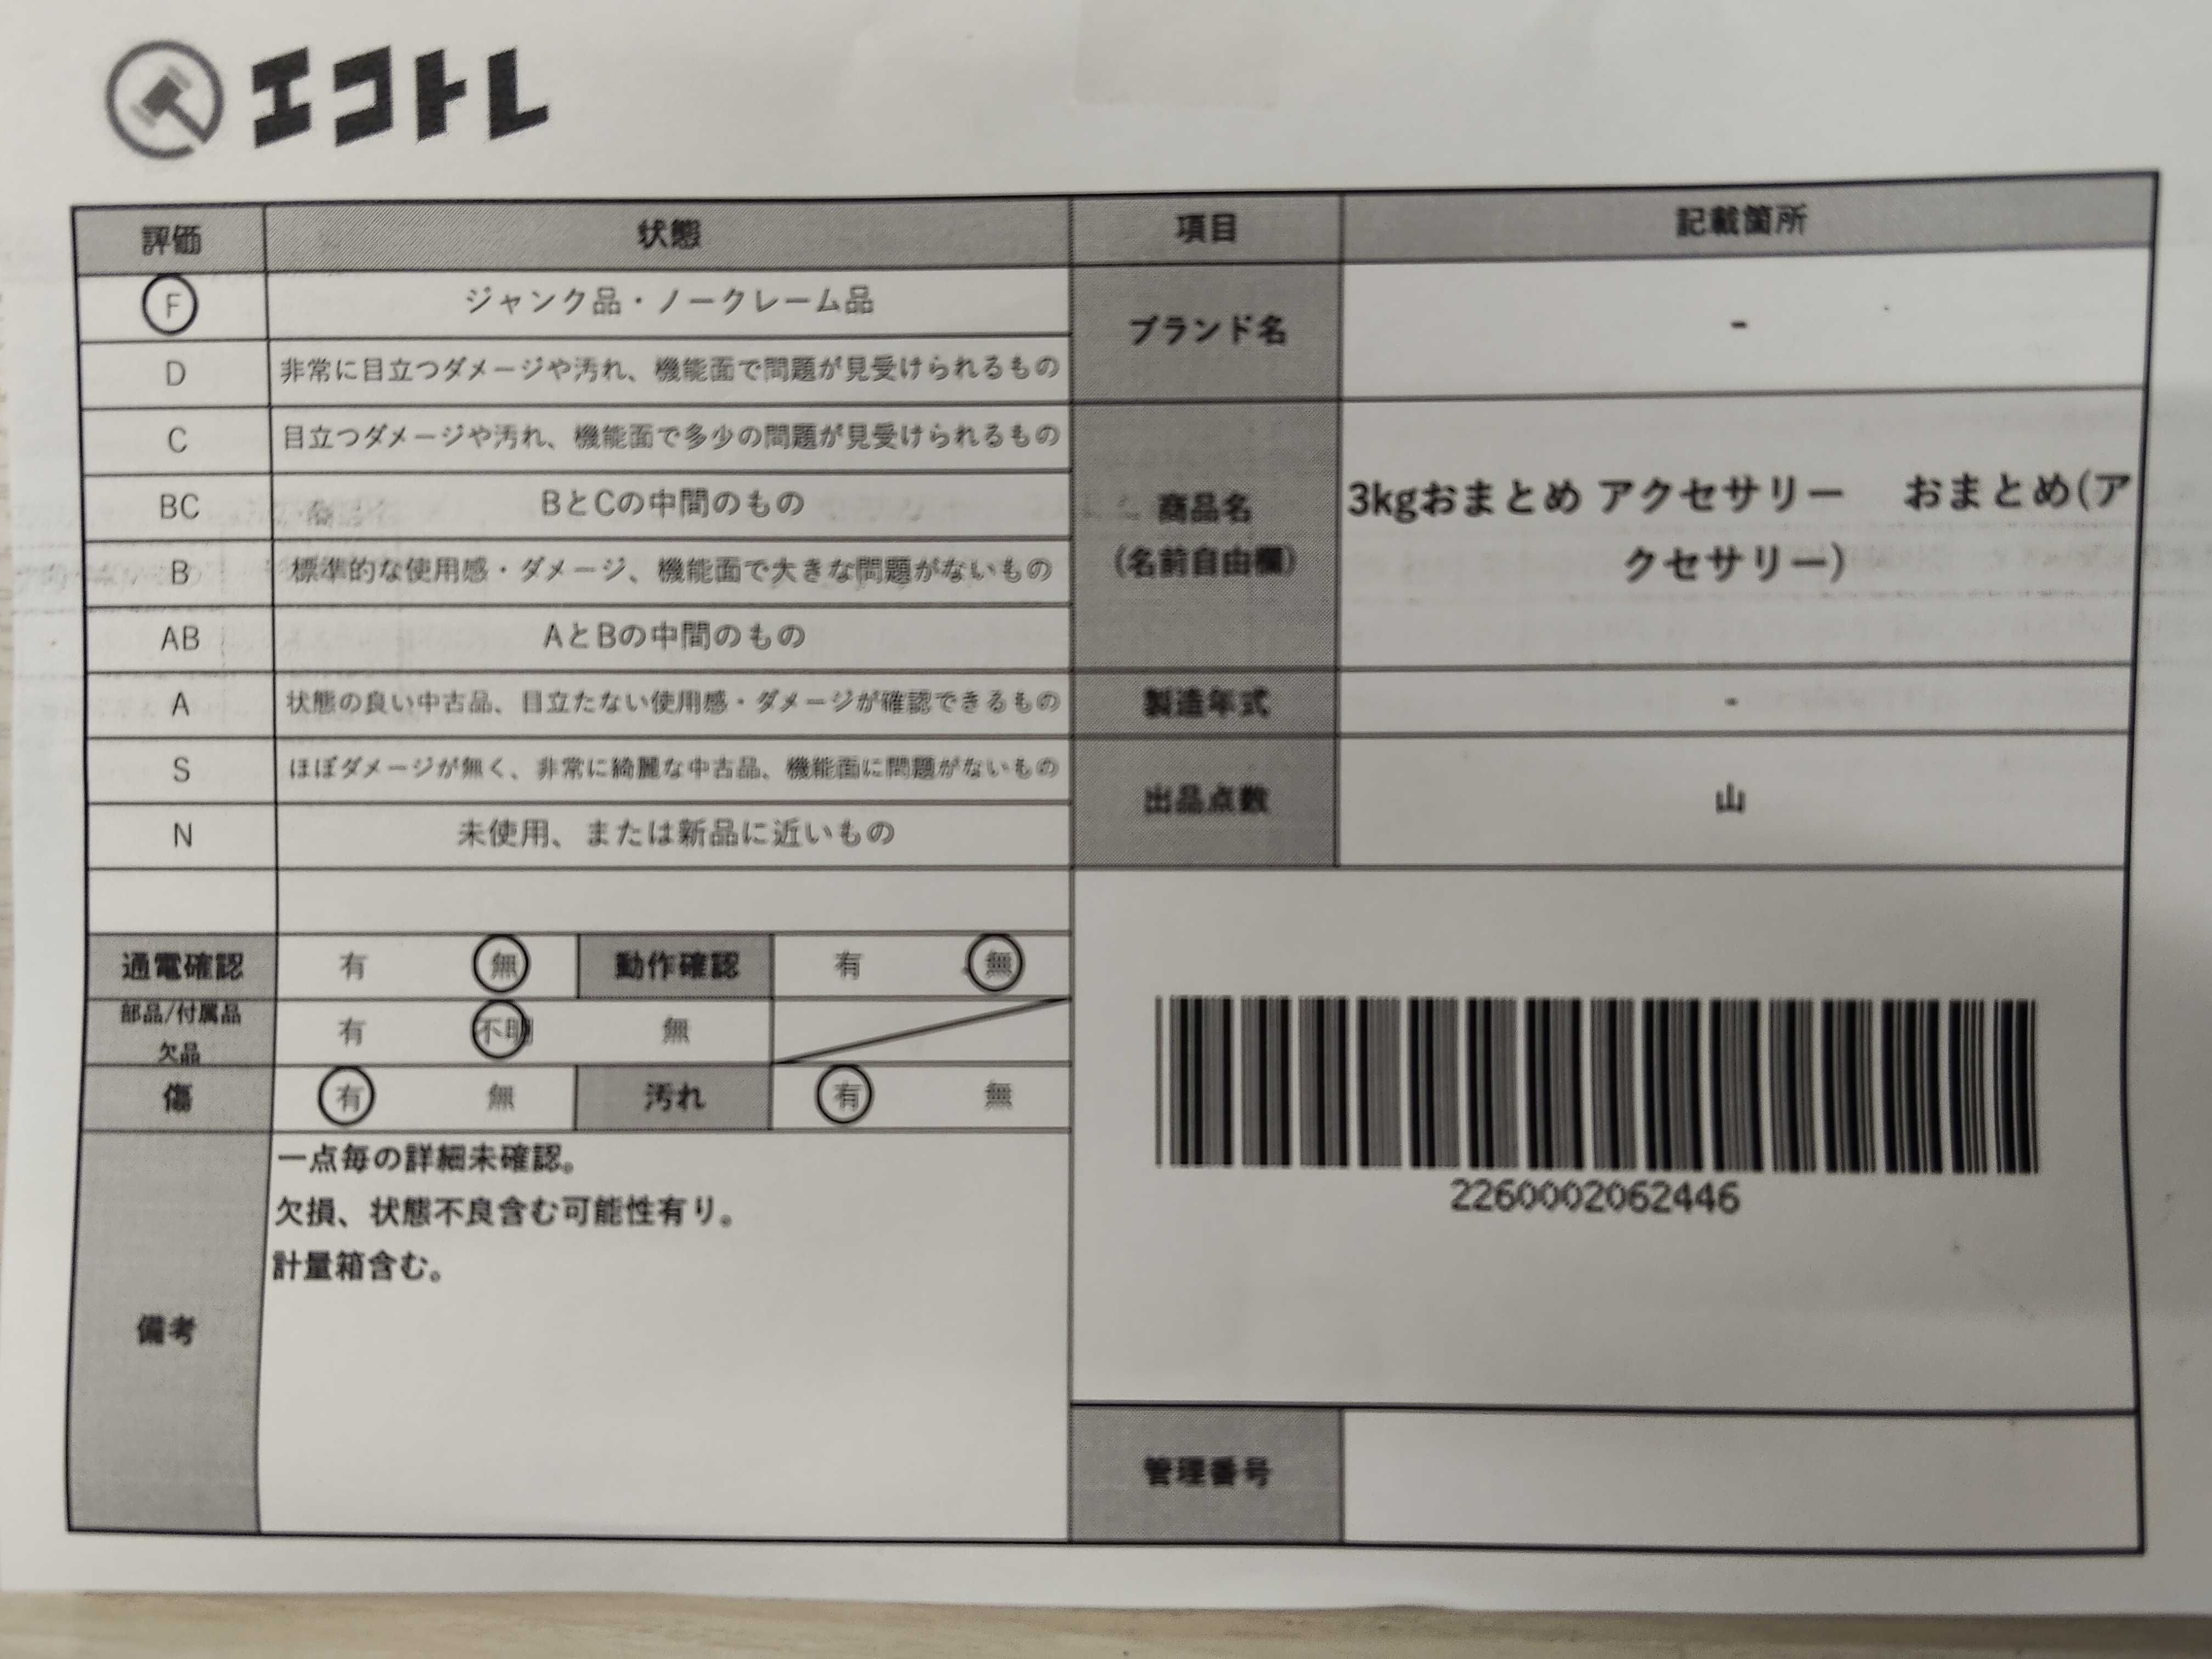 エコトレ
評価 状態 項目 記載箇所
F ジャンク品・ノークレーム品
D 非常に目立つダメージや汚れ、機能面で問題が見受けられるもの
C 目立つダメージや汚れ、機能面で多少の問題が見受けられるもの
BC BとCの中間のもの
B 標準的な使用感・ダメージ、機能面で大きな問題がないもの
AB AとBの中間のもの
A 状態の良い中古品、目立たない使用感・ダメージが確認できるもの
S ほぼダメージが無く、非常に綺麗な中古品、機能面に問題がないもの
N 未使用、または新品に近いもの
ブランド名 -
商品名
(名前自由欄)
3kgおまとめ アクセサリー　おまとめ(ア
クセサリー)
製造年式 -
出品点数 山
通電確認 有 無 動作確認 有 無
部品/付属品
欠品
有 不明 無
傷 有 無 汚れ 有 無
備考
一点毎の詳細未確認。
欠損、状態不良含む可能性有り。
計量箱含む。
2260002062446
管理番号